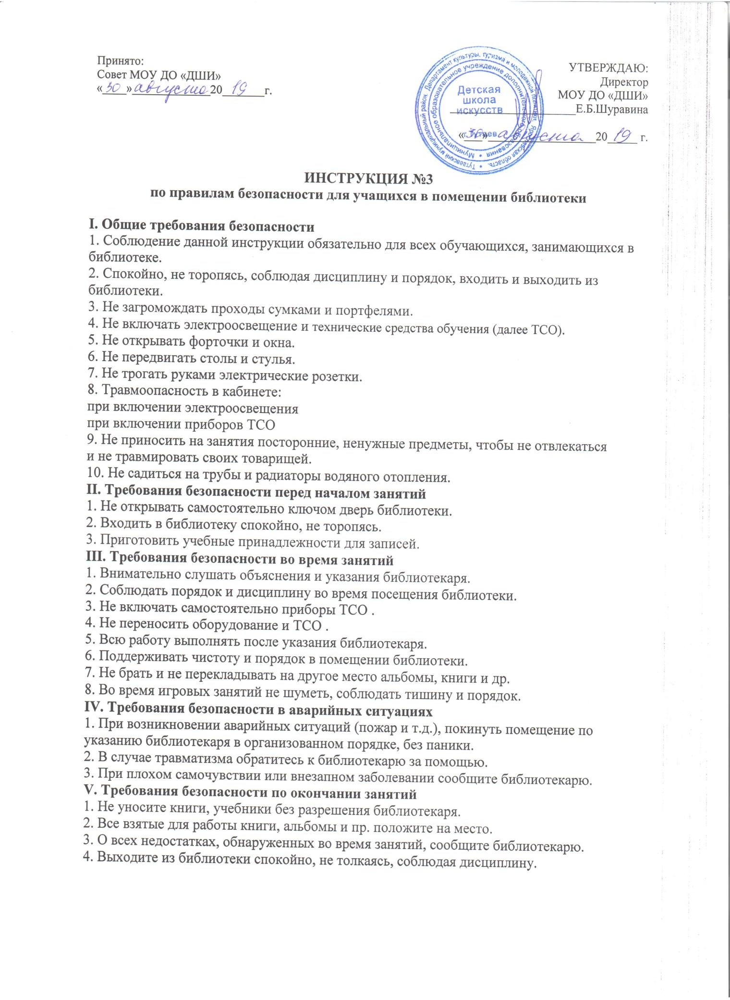 Принято:
Совет МОУ ДО «ДШИ»
«30» августа 2019 г.
УТВЕРЖДАЮ:
Директор
МОУ ДО «ДШИ»
Е.Б.Шуравина
«30» августа 2019 г.
Тутаевский муниципальный район. Департамент культуры, туризма и молодежной политики. Ярославская область.
Муниципальное образовательное учреждение дополнительного образования
Детская
школа
искусств
г. Тутаев
ИНСТРУКЦИЯ №3
по правилам безопасности для учащихся в помещении библиотеки
I. Общие требования безопасности
1. Соблюдение данной инструкции обязательно для всех обучающихся, занимающихся в
библиотеке.
2. Спокойно, не торопясь, соблюдая дисциплину и порядок, входить и выходить из
библиотеки.
3. Не загромождать проходы сумками и портфелями.
4. Не включать электроосвещение и технические средства обучения (далее ТСО).
5. Не открывать форточки и окна.
6. Не передвигать столы и стулья.
7. Не трогать руками электрические розетки.
8. Травмоопасность в кабинете:
при включении электроосвещения
при включении приборов ТСО
9. Не приносить на занятия посторонние, ненужные предметы, чтобы не отвлекаться
и не травмировать своих товарищей.
10. Не садиться на трубы и радиаторы водяного отопления.
II. Требования безопасности перед началом занятий
1. Не открывать самостоятельно ключом дверь библиотеки.
2. Входить в библиотеку спокойно, не торопясь.
3. Приготовить учебные принадлежности для записей.
III. Требования безопасности во время занятий
1. Внимательно слушать объяснения и указания библиотекаря.
2. Соблюдать порядок и дисциплину во время посещения библиотеки.
3. Не включать самостоятельно приборы ТСО .
4. Не переносить оборудование и ТСО .
5. Всю работу выполнять после указания библиотекаря.
6. Поддерживать чистоту и порядок в помещении библиотеки.
7. Не брать и не перекладывать на другое место альбомы, книги и др.
8. Во время игровых занятий не шуметь, соблюдать тишину и порядок.
IV. Требования безопасности в аварийных ситуациях
1. При возникновении аварийных ситуаций (пожар и т.д.), покинуть помещение по
указанию библиотекаря в организованном порядке, без паники.
2. В случае травматизма обратитесь к библиотекарю за помощью.
3. При плохом самочувствии или внезапном заболевании сообщите библиотекарю.
V. Требования безопасности по окончании занятий
1. Не уносите книги, учебники без разрешения библиотекаря.
2. Все взятые для работы книги, альбомы и пр. положите на место.
3. О всех недостатках, обнаруженных во время занятий, сообщите библиотекарю.
4. Выходите из библиотеки спокойно, не толкаясь, соблюдая дисциплину.